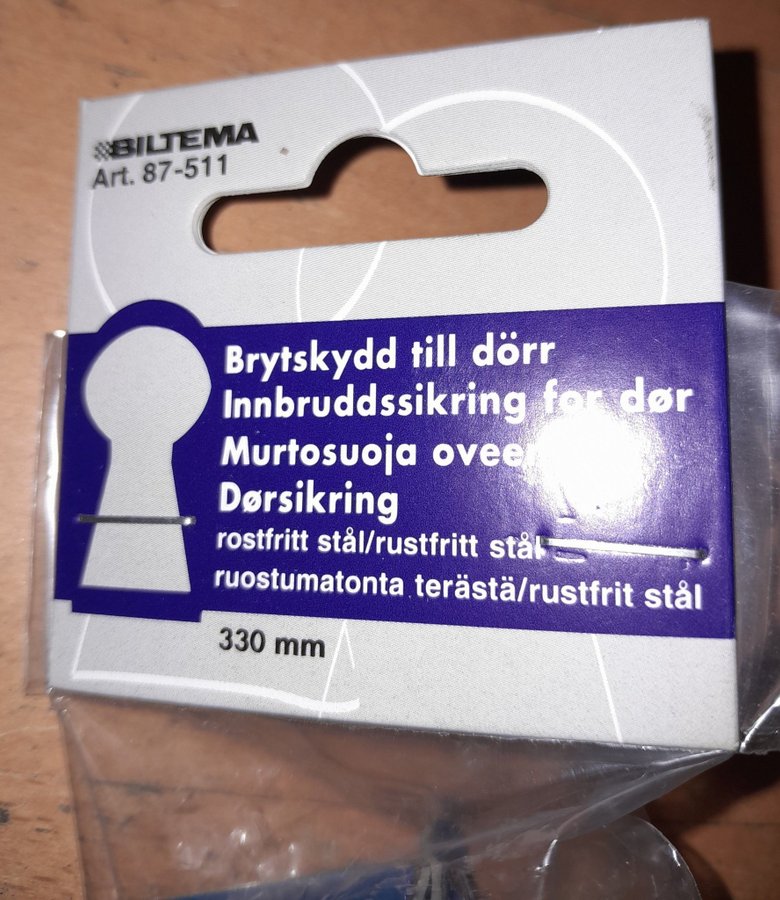 BILTEMA
Art. 87-511
Brytskydd till dörr
Innbruddssikring for dør
Murtosuoja
Dørsikring
rostfritt stål/rustfritt stål
ruostumatonta terästä/rustfrit stål
330 mm